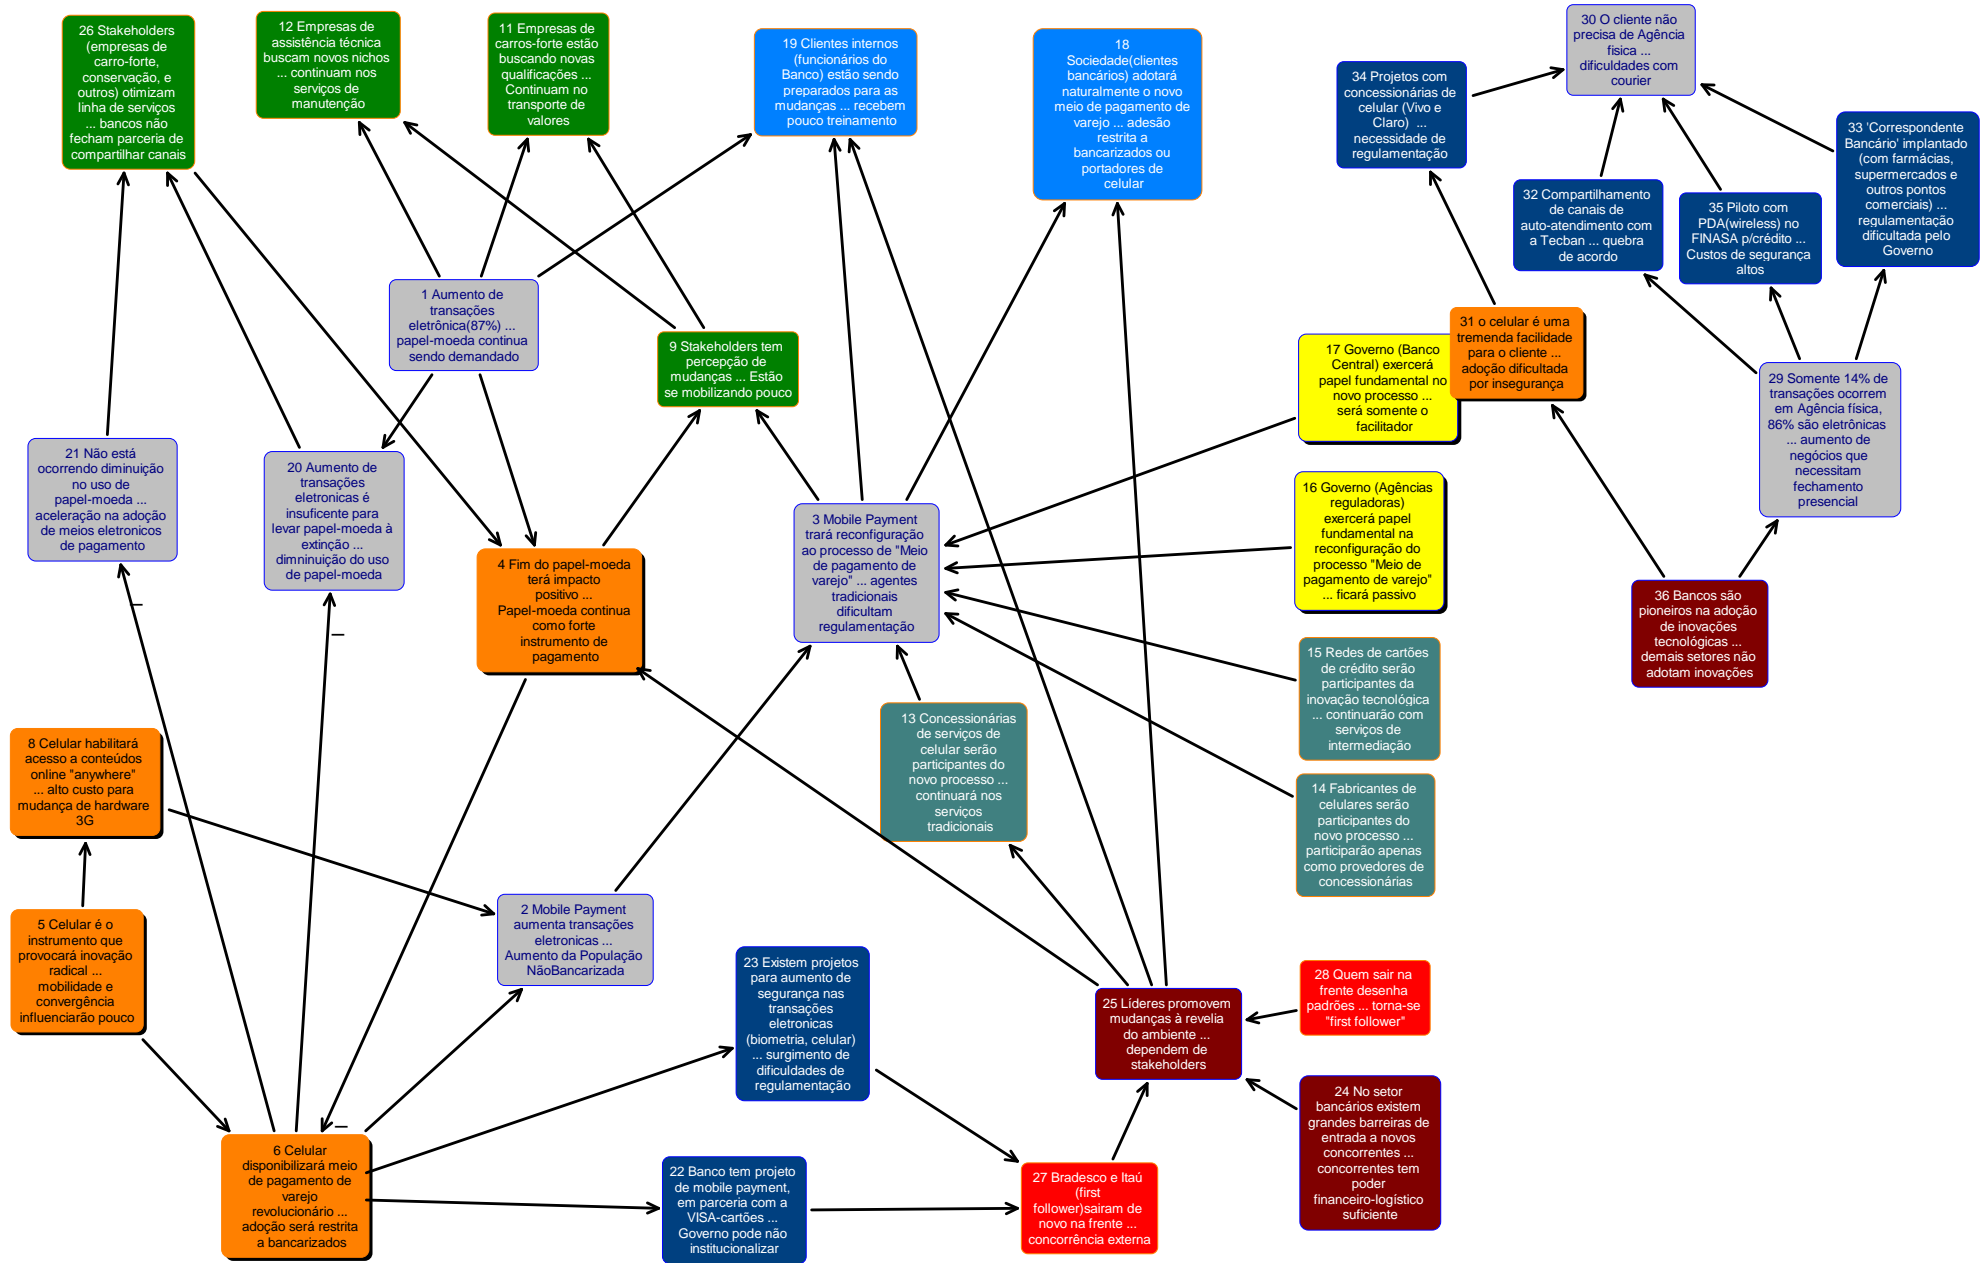 26 Stakeholders
(empresas de
carro-forte,
conservação, e
outros) otimizam
linha de serviços
... bancos não
fecham parceria de
compartilhar canais
12 Empresas de
assistência técnica
buscam novos nichos
... continuam nos
serviços de
manutenção
11 Empresas de
carros-forte estão
buscando novas
qualificações ...
Continuam no
transporte de
valores
19 Clientes internos
(funcionários do
Banco) estão sendo
preparados para as
mudanças ... recebem
pouco treinamento
18
Sociedade(clientes
bancários) adotará
naturalmente o novo
meio de pagamento de
varejo ... adesão
restrita a
bancarizados ou
portadores de
celular
30 O cliente não
precisa de Agência
fisica ...
dificuldades com
courier
34 Projetos com
concessionárias de
celular (Vivo e
Claro) ...
necessidade de
regulamentação
32 Compartilhamento
de canais de
auto-atendimento com
a Tecban ... quebra
de acordo
35 Piloto com
PDA(wireless) no
FINASA p/crédito ...
Custos de segurança
altos
33 'Correspondente
Bancário' implantado
(com farmácias,
supermercados e
outros pontos
comerciais) ...
regulamentação
dificultada pelo
Governo
1 Aumento de
transações
eletrônica(87%) ...
papel-moeda continua
sendo demandado
9 Stakeholders tem
percepção de
mudanças ... Estão
se mobilizando pouco
17 Governo (Banco
Central) exercerá
papel fundamental no
novo processo ...
será somente o
facilitador
31 o celular é uma
tremenda facilidade
para o cliente ...
adoção dificultada
por insegurança
29 Somente 14% de
transações ocorrem
em Agência física,
86% são eletrônicas
... aumento de
negócios que
necessitam
fechamento
presencial
21 Não está
ocorrendo diminuição
no uso de
papel-moeda ...
aceleração na adoção
de meios eletronicos
de pagamento
20 Aumento de
transações
eletronicas é
insuficente para
levar papel-moeda à
extinção ...
dimninuição do uso
de papel-moeda
4 Fim do papel-moeda
terá impacto
positivo ...
Papel-moeda continua
como forte
instrumento de
pagamento
3 Mobile Payment
trará reconfiguração
ao processo de "Meio
de pagamento de
varejo" ... agentes
tradicionais
dificultam
regulamentação
16 Governo (Agências
reguladoras)
exercerá papel
fundamental na
reconfiguração do
processo "Meio de
pagamento de varejo"
... ficará passivo
36 Bancos são
pioneiros na adoção
de inovações
tecnológicas ...
demais setores não
adotam inovações
15 Redes de cartões
de crédito serão
participantes da
inovação tecnológica
... continuarão com
serviços de
intermediação
13 Concessionárias
de serviços de
celular serão
participantes do
novo processo ...
continuará nos
serviços
tradicionais
14 Fabricantes de
celulares serão
participantes do
novo processo ...
participarão apenas
como provedores de
concessionárias
8 Celular habilitará
acesso a conteúdos
online "anywhere"
... alto custo para
mudança de hardware
3G
5 Celular é o
instrumento que
provocará inovação
radical ...
mobilidade e
convergência
influenciarão pouco
2 Mobile Payment
aumenta transações
eletronicas ...
Aumento da População
NãoBancarizada
23 Existem projetos
para aumento de
segurança nas
transações
eletronicas
(biometria, celular)
... surgimento de
dificuldades de
regulamentação
25 Líderes promovem
mudanças à revelia
do ambiente ...
dependem de
stakeholders
28 Quem sair na
frente desenha
padrões ... torna-se
"first follower"
24 No setor
bancários existem
grandes barreiras de
entrada a novos
concorrentes ...
concorrentes tem
poder
financeiro-logístico
suficiente
6 Celular
disponibilizará meio
de pagamento de
varejo
revolucionário ...
adoção será restrita
a bancarizados
22 Banco tem projeto
de mobile payment,
em parceria com a
VISA-cartões ...
Governo pode não
institucionalizar
27 Bradesco e Itaú
(first
follower)sairam de
novo na frente ...
concorrência externa